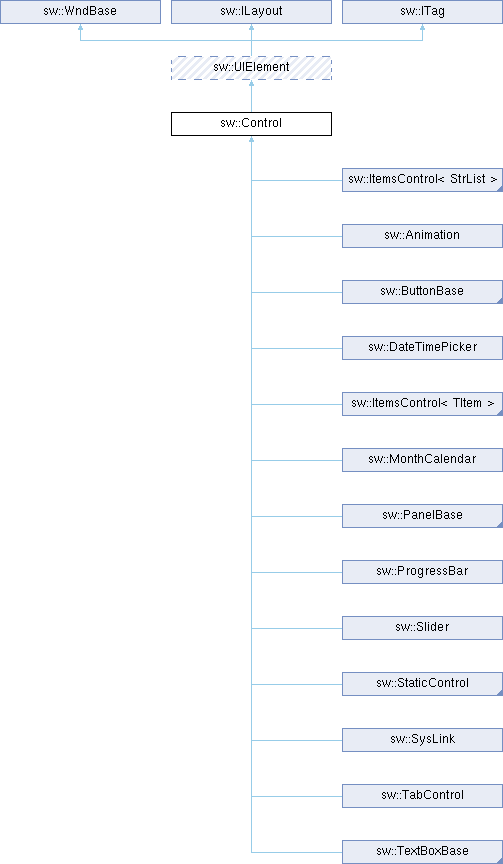 sw::WndBase
sw::ILayout
sw::ITag
sw::UIElement
sw::Control
sw::ItemsControl< StrList >
sw::Animation
sw::ButtonBase
sw::DateTimePicker
sw::ItemsControl< TItem >
sw::MonthCalendar
sw::PanelBase
sw::ProgressBar
sw::Slider
sw::StaticControl
sw::SysLink
sw::TabControl
sw::TextBoxBase